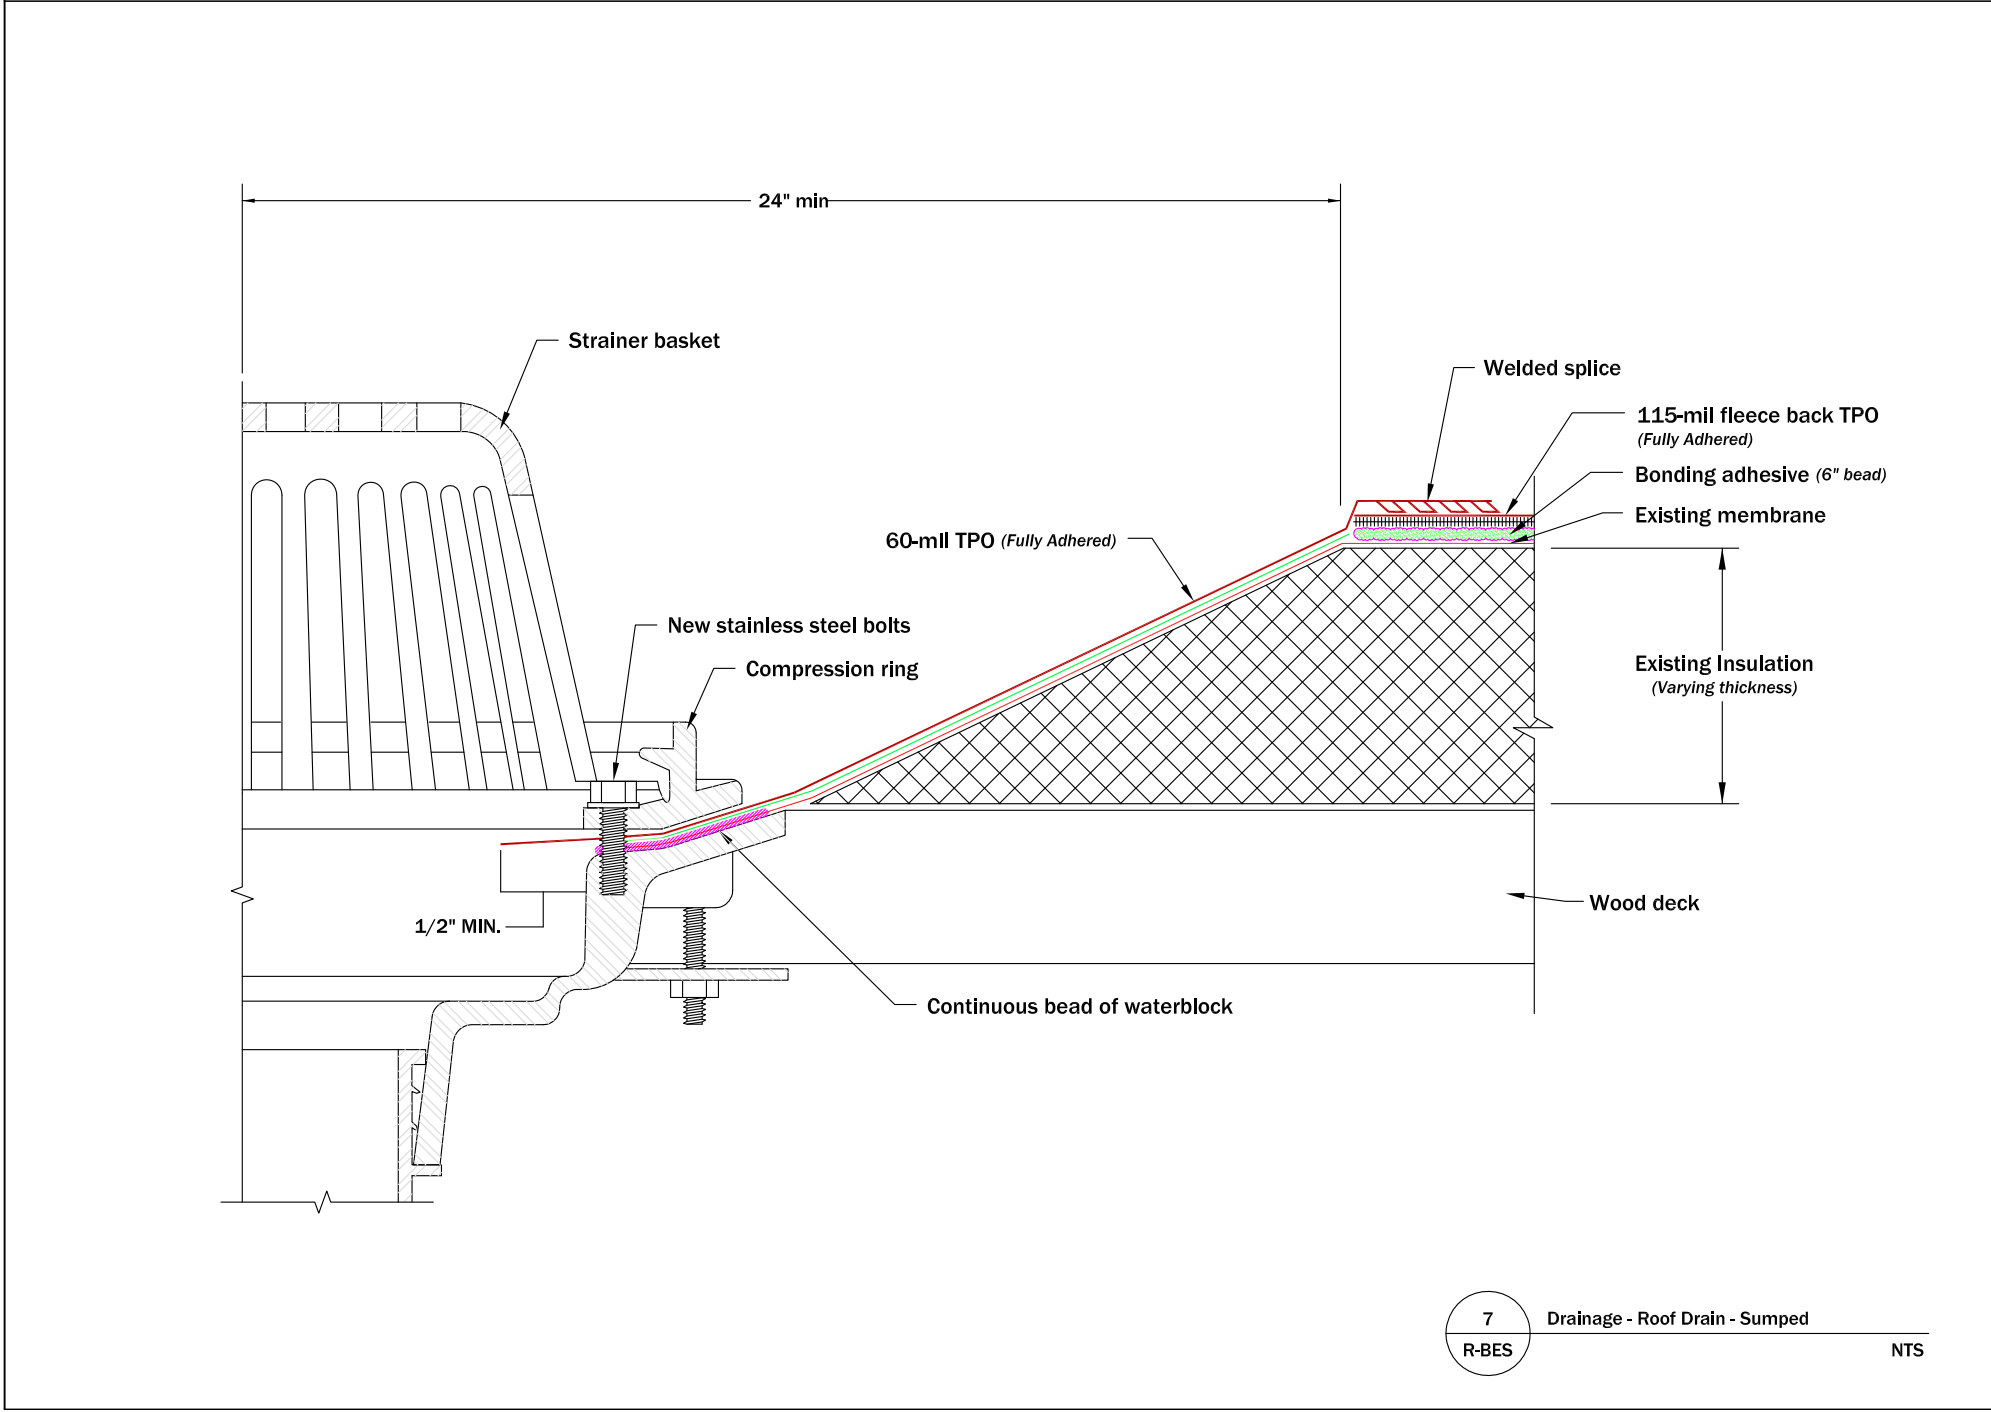 24" min
Strainer basket
Welded splice
115-mil fleece back TPO
(Fully Adhered)
Bonding adhesive (6" bead)
Existing membrane
60-mil TPO (Fully Adhered)
New stainless steel bolts
Compression ring
Existing Insulation
(Varying thickness)
Wood deck
1/2" MIN.
Continuous bead of waterblock
7
Drainage - Roof Drain - Sumped
R-BES
NTS